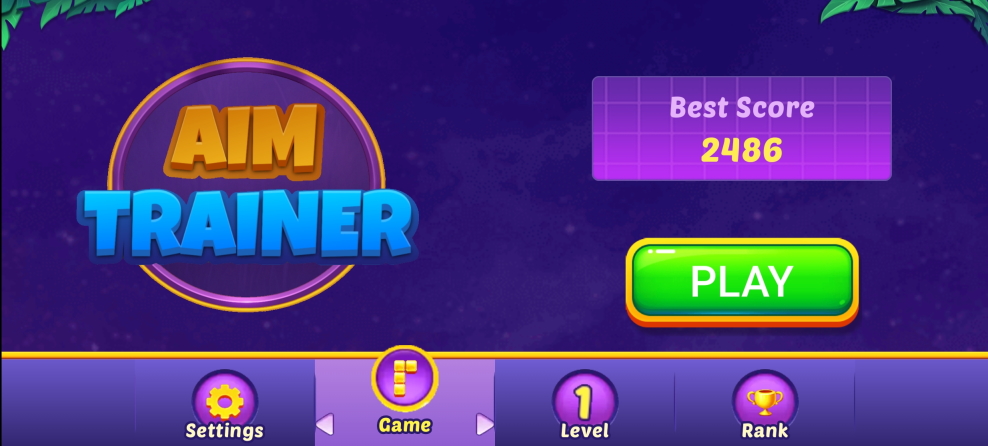 AIM
TRAINER
Best Score
2486
PLAY
Settings
Game
1
Level
Rank